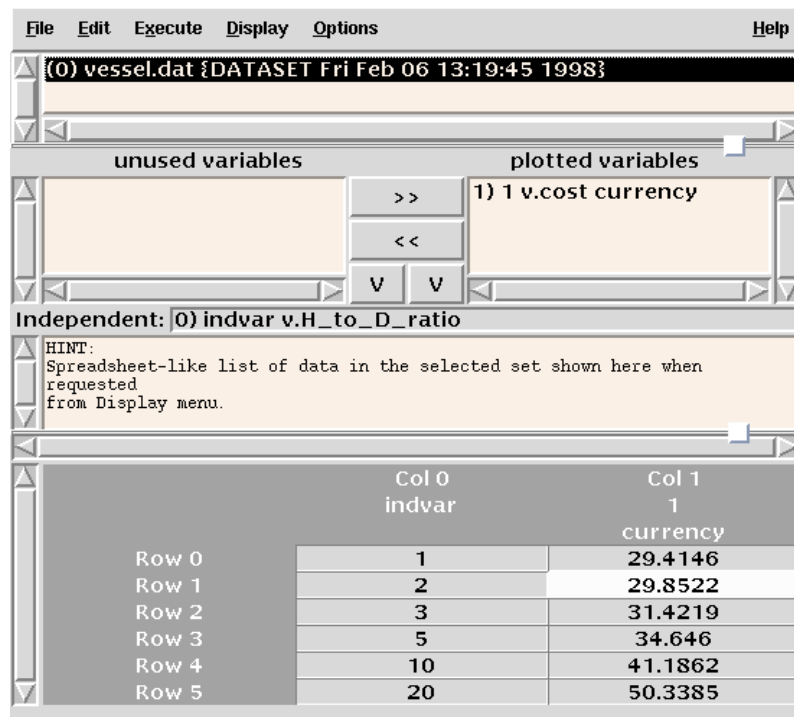 File Edit Execute Display Options Help
(0) vessel.dat {DATASET Fri Feb 06 13:19:45 1998}
unused variables plotted variables
>> 1) 1 v.cost currency
<<
V V
Independent: 0) indvar v.H_to_D_ratio
HINT:
Spreadsheet-like list of data in the selected set shown here when
requested
from Display menu.
Col 0 Col 1
indvar 1
currency
Row 0 1 29.4146
Row 1 2 29.8522
Row 2 3 31.4219
Row 3 5 34.646
Row 4 10 41.1862
Row 5 20 50.3385